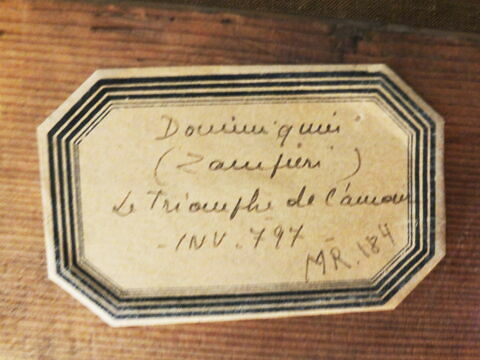 Dominiquin
(Zampieri)
Le Triomphe de l'amour
- INV. 797 -
MR. 184